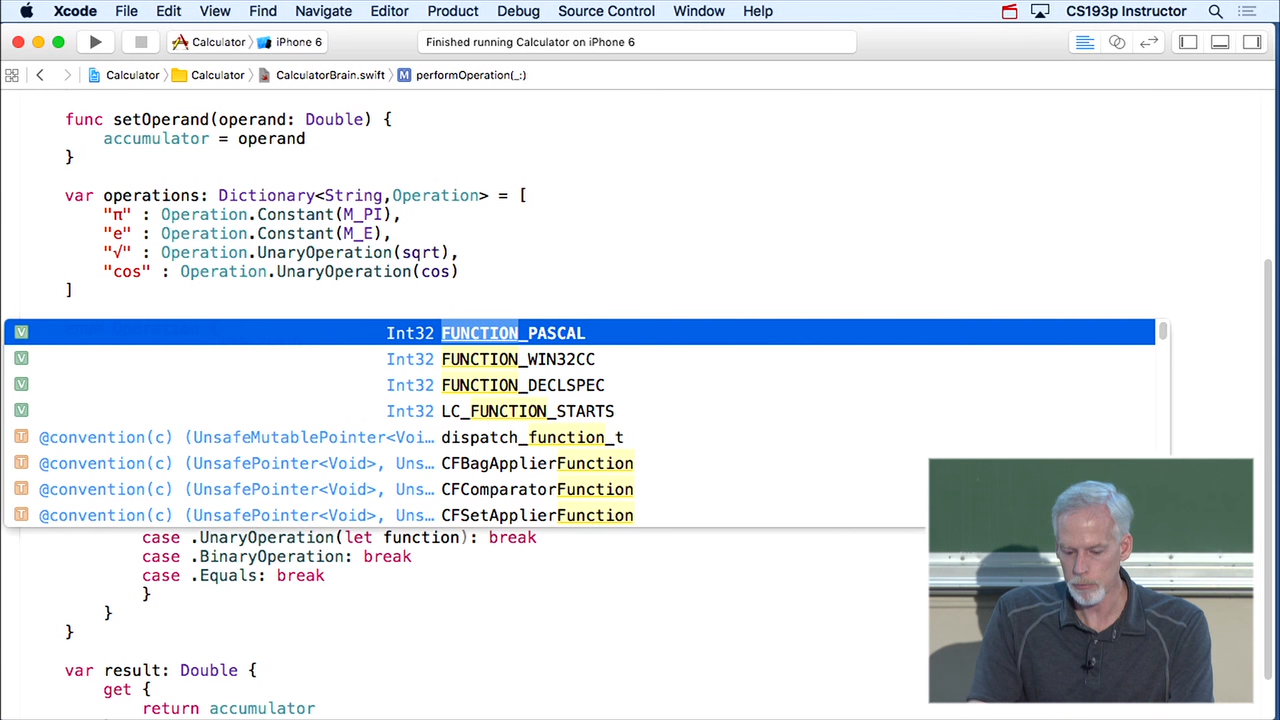 Xcode File Edit View Find Navigate Editor Product Debug Source Control Window Help CS193p Instructor
Calculator iPhone 6 Finished running Calculator on iPhone 6
Calculator Calculator CalculatorBrain.swift M performOperation(_:)
func setOperand(operand: Double) {
accumulator = operand
}
var operations: Dictionary<String,Operation> = [
"π" : Operation.Constant(M_PI),
"e" : Operation.Constant(M_E),
"√" : Operation.UnaryOperation(sqrt),
"cos" : Operation.UnaryOperation(cos)
]
V Int32 FUNCTION_PASCAL
V Int32 FUNCTION_WIN32CC
V Int32 FUNCTION_DECLSPEC
V Int32 LC_FUNCTION_STARTS
T @convention(c) (UnsafeMutablePointer<Voi… dispatch_function_t
T @convention(c) (UnsafePointer<Void>, Uns… CFBagApplierFunction
T @convention(c) (UnsafePointer<Void>, Uns… CFComparatorFunction
T @convention(c) (UnsafePointer<Void>, Uns… CFSetApplierFunction
case .UnaryOperation(let function): break
case .BinaryOperation: break
case .Equals: break
}
}
}
var result: Double {
get {
return accumulator